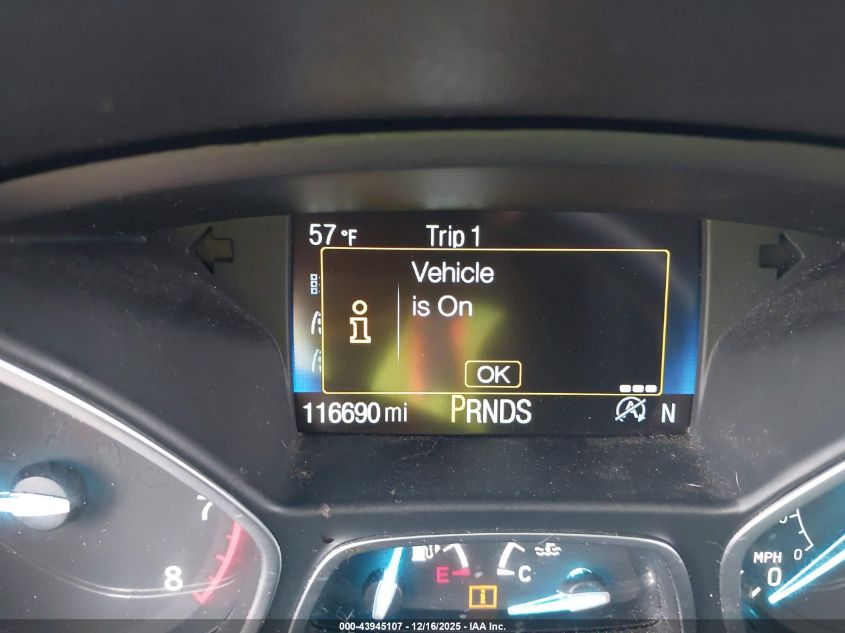 57 °F Trip 1
Vehicle
is On
i
OK
116690 mi PRNDS A N
7
8
E C
i
MPH
0 0
000-43945107 - 12/16/2025 - IAA Inc.